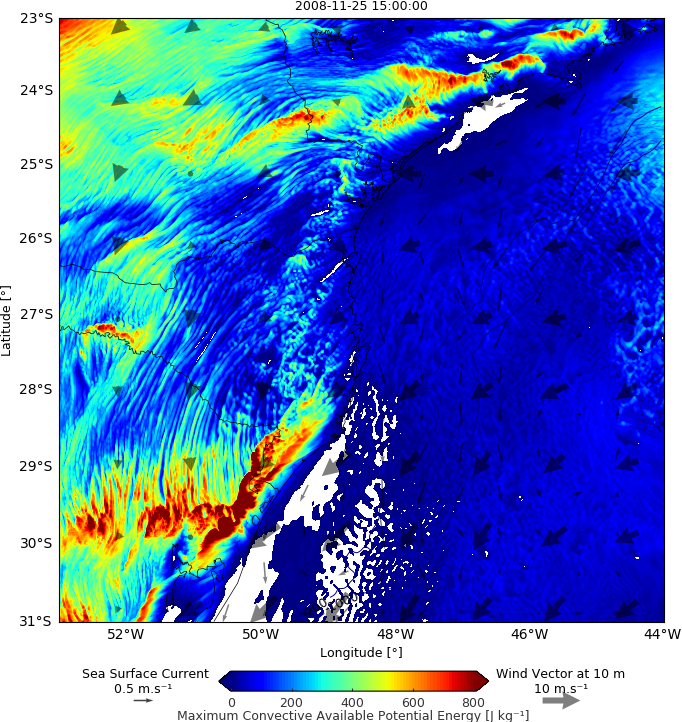 2008-11-25 15:00:00
23°S
24°S
25°S
26°S
27°S
28°S
29°S
30°S
31°S
Latitude [°]
52°W 50°W 48°W 46°W 44°W
Longitude [°]
Sea Surface Current
0.5 m.s⁻¹
Wind Vector at 10 m
10 m.s⁻¹
0 200 400 600 800
Maximum Convective Available Potential Energy [J kg⁻¹]